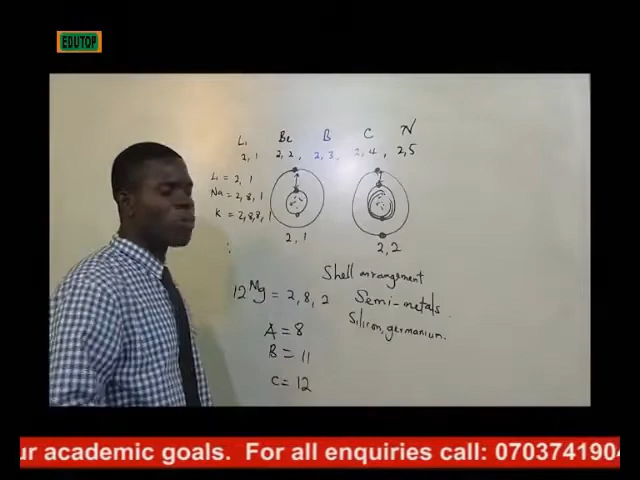 EDUTOP
Li Be B C N
2, 1 2, 2, 2, 3, 2, 4, 2, 5
Li = 2, 1
Na = 2, 8, 1
K = 2, 8, 8, 1
2, 1
2, 2
Shell arrangement
12 Mg = 2, 8, 2
Semi-metals
Silicon, germanium.
A = 8
B = 11
C = 12
ur academic goals. For all enquiries call: 070374190